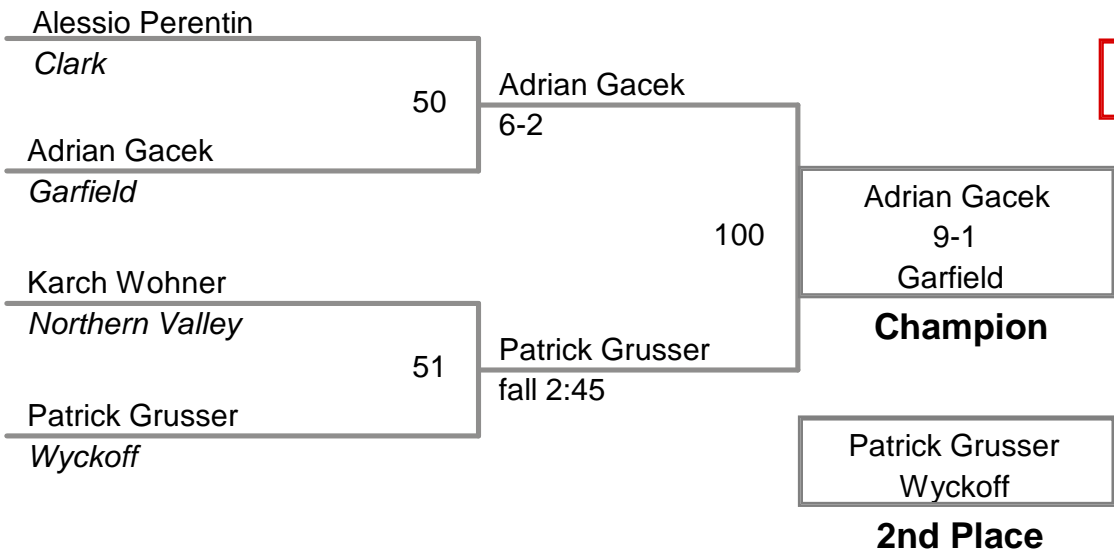 Alessio Perentin
Clark
50
Adrian Gacek
6-2
Adrian Gacek
Garfield
100
Adrian Gacek
9-1
Garfield
Champion
Karch Wohner
Northern Valley
51
Patrick Grusser
fall 2:45
Patrick Grusser
Wyckoff
Patrick Grusser
Wyckoff
2nd Place